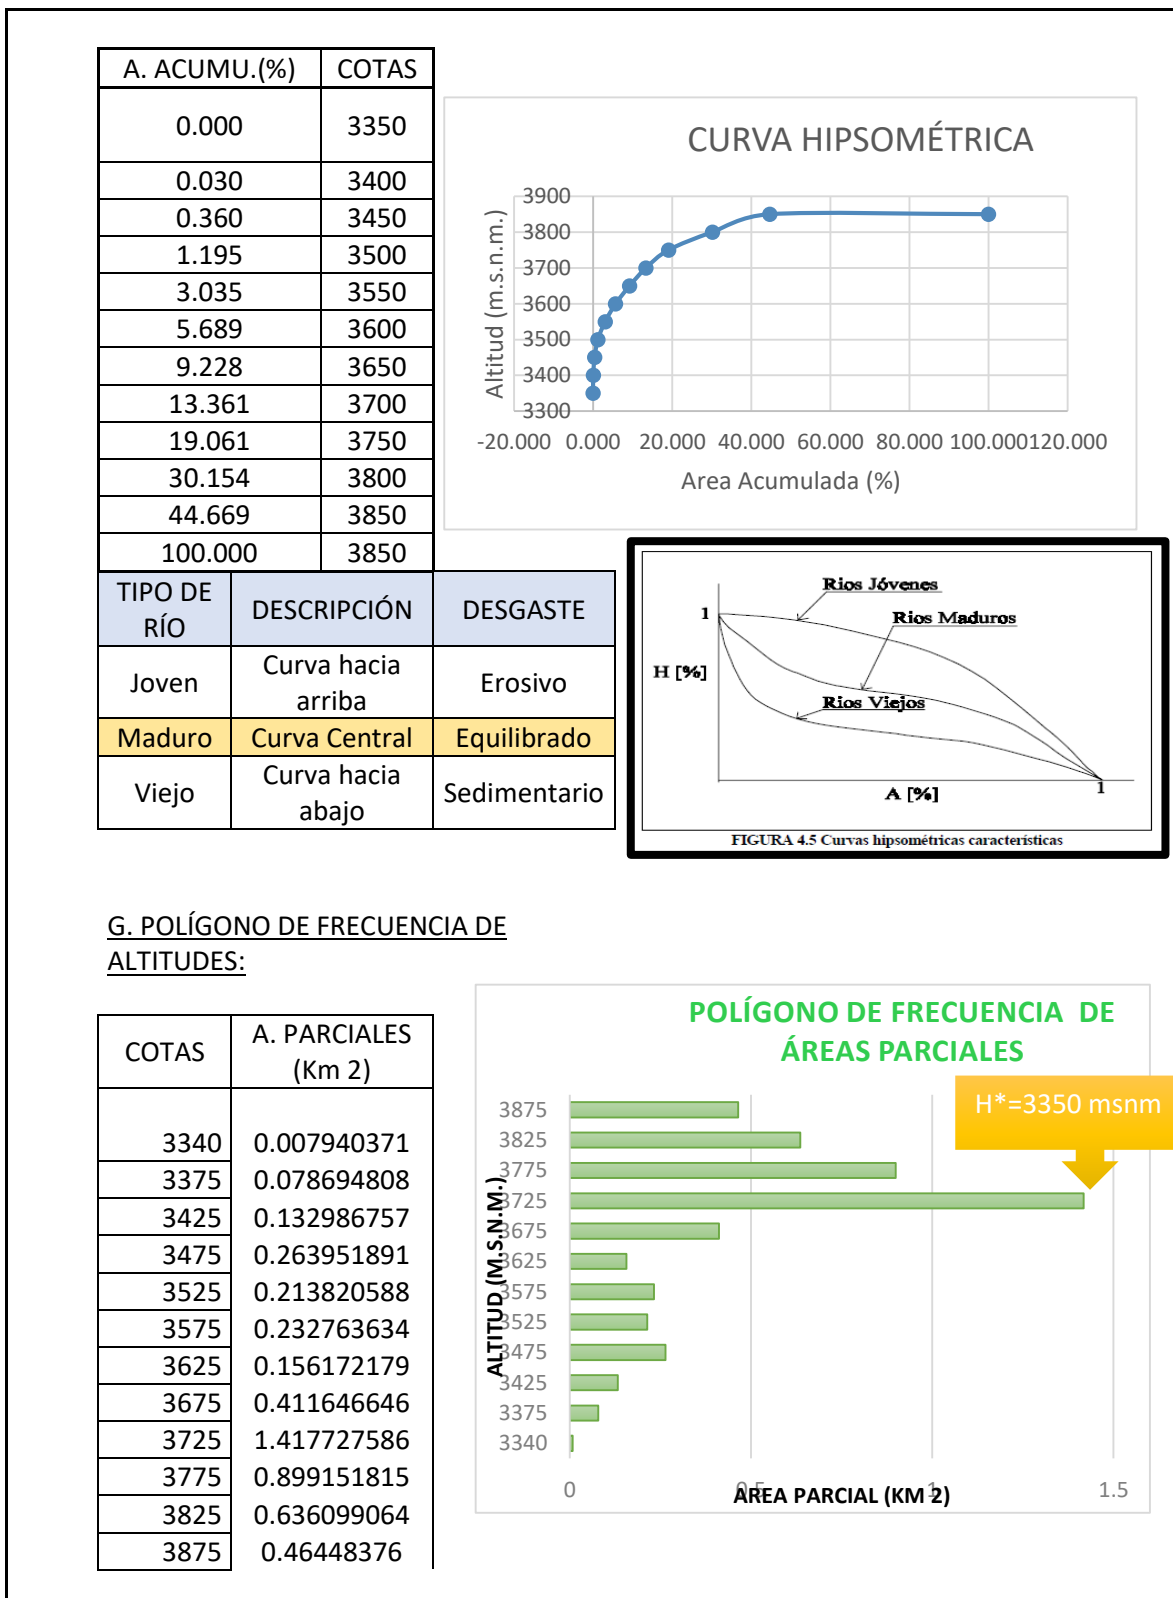 A. ACUMU.(%) COTAS
0.000 3350
0.030 3400
0.360 3450
1.195 3500
3.035 3550
5.689 3600
9.228 3650
13.361 3700
19.061 3750
30.154 3800
44.669 3850
100.000 3850
CURVA HIPSOMÉTRICA
Altitud (m.s.n.m.)
3900
3800
3700
3600
3500
3400
3300
-20.000 0.000 20.000 40.000 60.000 80.000 100.000 120.000
Area Acumulada (%)
TIPO DE RÍO DESCRIPCIÓN DESGASTE
Joven Curva hacia arriba Erosivo
Maduro Curva Central Equilibrado
Viejo Curva hacia abajo Sedimentario
Rios Jóvenes
1
Rios Maduros
H [%]
Rios Viejos
A [%]
1
FIGURA 4.5 Curvas hipsométricas características
G. POLÍGONO DE FRECUENCIA DE
ALTITUDES:
COTAS A. PARCIALES (Km 2)
3340 0.007940371
3375 0.078694808
3425 0.132986757
3475 0.263951891
3525 0.213820588
3575 0.232763634
3625 0.156172179
3675 0.411646646
3725 1.417727586
3775 0.899151815
3825 0.636099064
3875 0.46448376
POLÍGONO DE FRECUENCIA DE
ÁREAS PARCIALES
H*=3350 msnm
ALTITUD (M.S.N.M.)
3875
3825
3775
3725
3675
3625
3575
3525
3475
3425
3375
3340
0 0.5 1 1.5
AREA PARCIAL (KM 2)